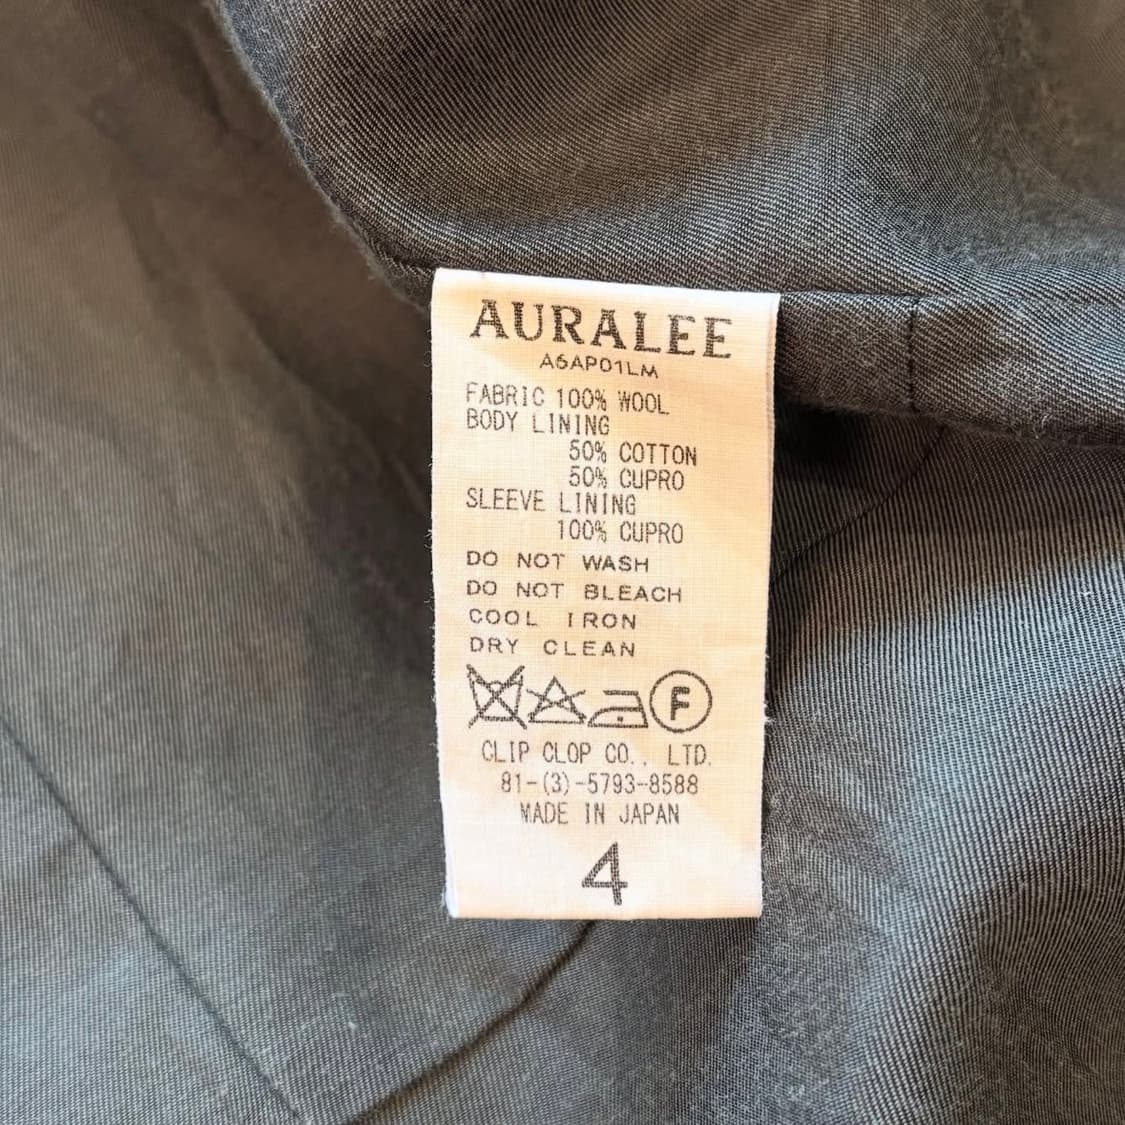 AURALEE
A6AP01LM
FABRIC 100% WOOL
BODY LINING
50% COTTON
50% CUPRO
SLEEVE LINING
100% CUPRO
DO NOT WASH
DO NOT BLEACH
COOL IRON
DRY CLEAN
F
CLIP CLOP CO., LTD.
81-(3)-5793-8588
MADE IN JAPAN
4